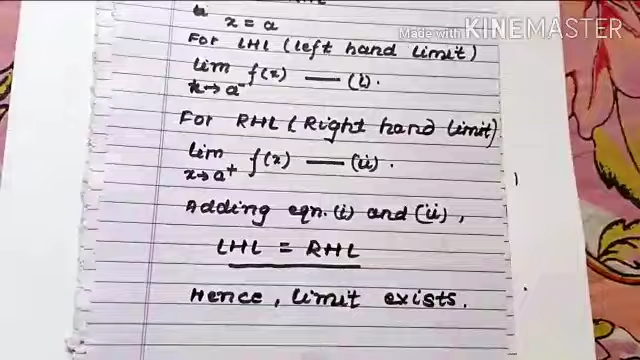 Made with KINEMASTER
x = a
For LHL (left hand limit)
lim f(x) — (i).
x→a⁻
For RHL (Right hand limit)
lim f(x) — (ii).
x→a⁺
Adding eqn. (i) and (ii),
LHL = RHL
Hence, limit exists.